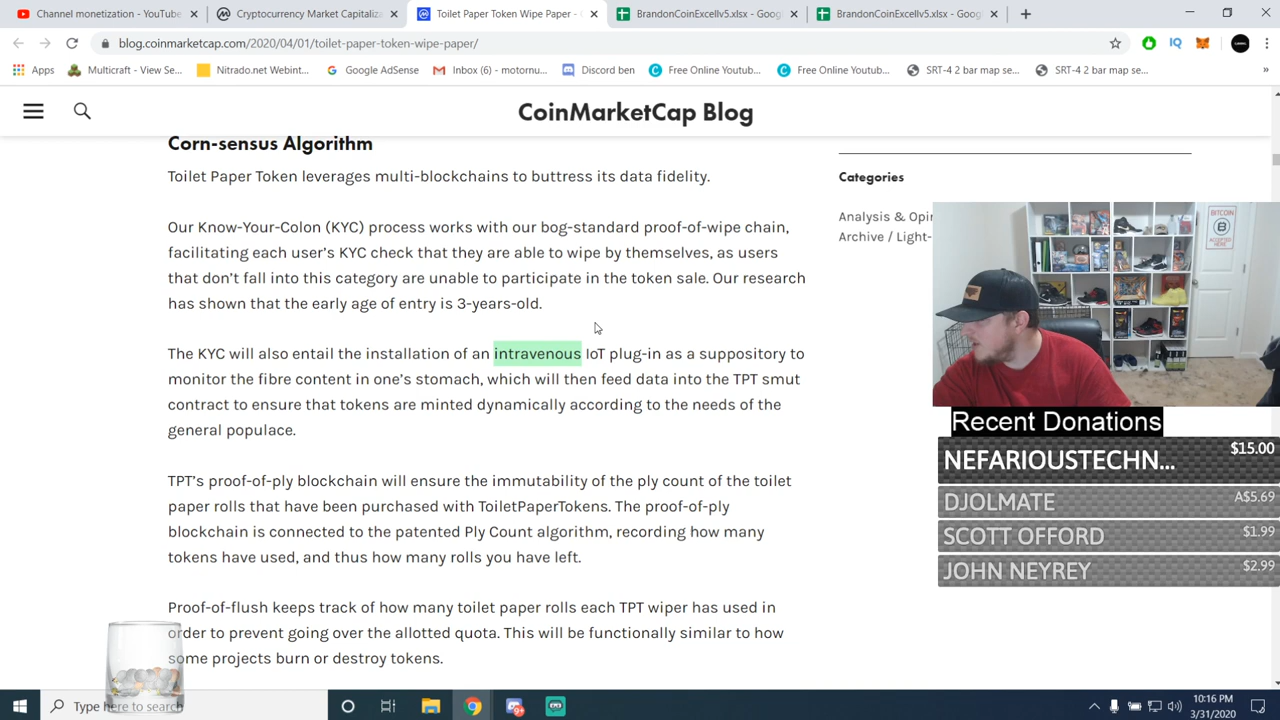 Channel monetization - YouTube
Cryptocurrency Market Capitaliza
Toilet Paper Token Wipe Paper -
BrandonCoinExcellv5.xlsx - Goog
BrandonCoinExcellv5.xlsx - Goog
blog.coinmarketcap.com/2020/04/01/toilet-paper-token-wipe-paper/
Apps
Multicraft - View Se...
Nitrado.net Webint...
Google AdSense
Inbox (6) - motornu...
Discord ben
Free Online Youtub...
Free Online Youtub...
SRT-4 2 bar map se...
SRT-4 2 bar map se...
CoinMarketCap Blog
Corn-sensus Algorithm
Toilet Paper Token leverages multi-blockchains to buttress its data fidelity.
Our Know-Your-Colon (KYC) process works with our bog-standard proof-of-wipe chain,
facilitating each user's KYC check that they are able to wipe by themselves, as users
that don't fall into this category are unable to participate in the token sale. Our research
has shown that the early age of entry is 3-years-old.
The KYC will also entail the installation of an intravenous IoT plug-in as a suppository to
monitor the fibre content in one's stomach, which will then feed data into the TPT smut
contract to ensure that tokens are minted dynamically according to the needs of the
general populace.
TPT's proof-of-ply blockchain will ensure the immutability of the ply count of the toilet
paper rolls that have been purchased with ToiletPaperTokens. The proof-of-ply
blockchain is connected to the patented Ply Count algorithm, recording how many
tokens have used, and thus how many rolls you have left.
Proof-of-flush keeps track of how many toilet paper rolls each TPT wiper has used in
order to prevent going over the allotted quota. This will be functionally similar to how
some projects burn or destroy tokens.
Categories
Analysis & Opi
Archive / Light-
BITCOIN
B
ACCEPTED
HERE
Recent Donations
NEFARIOUSTECHN... $15.00
DJOLMATE A$5.69
SCOTT OFFORD $1.99
JOHN NEYREY $2.99
Type here to search
10:16 PM
3/31/2020